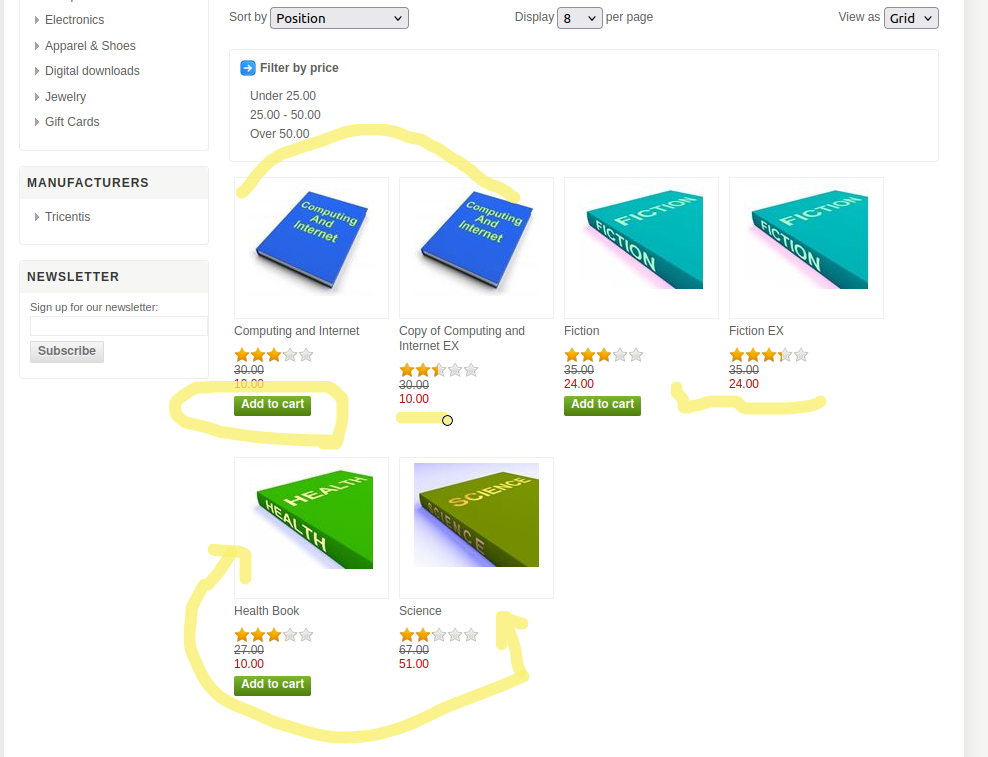 Sort by Position Display 8 per page View as Grid
Electronics
Apparel & Shoes
Digital downloads
Jewelry
Gift Cards
MANUFACTURERS
Tricentis
NEWSLETTER
Sign up for our newsletter:
Subscribe
Filter by price
Under 25.00
25.00 - 50.00
Over 50.00
Computing
And
Internet
Computing and Internet
30.00
10.00
Add to cart
Computing
And
Internet
Copy of Computing and
Internet EX
30.00
10.00
FICTION
FICTION
Fiction
35.00
24.00
Add to cart
FICTION
FICTION
Fiction EX
35.00
24.00
HEALTH
HEALTH
Health Book
27.00
10.00
Add to cart
SCIENCE
SCIENCE
Science
67.00
51.00